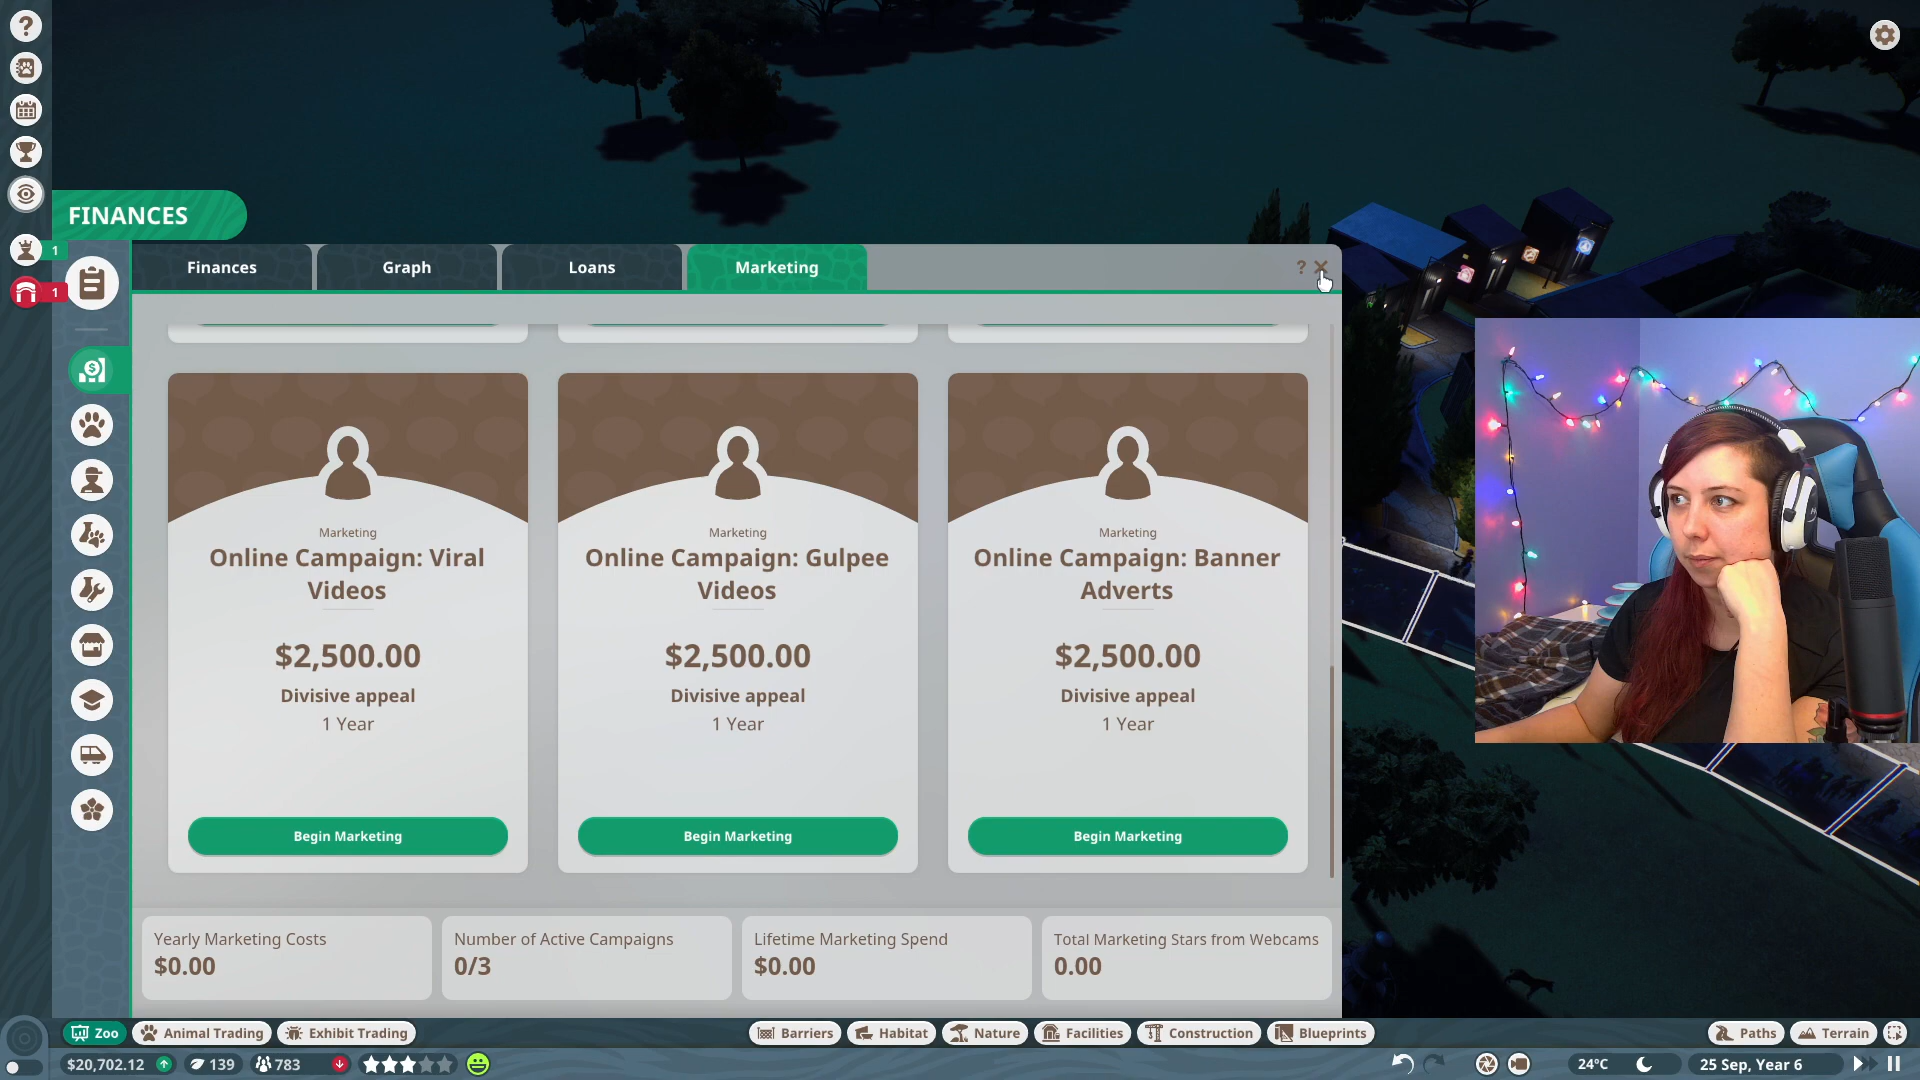 ?
FINANCES
1
1
Finances
Graph
Loans
Marketing
?
Marketing
Online Campaign: Viral
Videos
$2,500.00
Divisive appeal
1 Year
Begin Marketing
Marketing
Online Campaign: Gulpee
Videos
$2,500.00
Divisive appeal
1 Year
Begin Marketing
Marketing
Online Campaign: Banner
Adverts
$2,500.00
Divisive appeal
1 Year
Begin Marketing
Yearly Marketing Costs
$0.00
Number of Active Campaigns
0/3
Lifetime Marketing Spend
$0.00
Total Marketing Stars from Webcams
0.00
Zoo
Animal Trading
Exhibit Trading
Barriers
Habitat
Nature
Facilities
Construction
Blueprints
Paths
Terrain
$20,702.12
139
783
24°C
25 Sep, Year 6